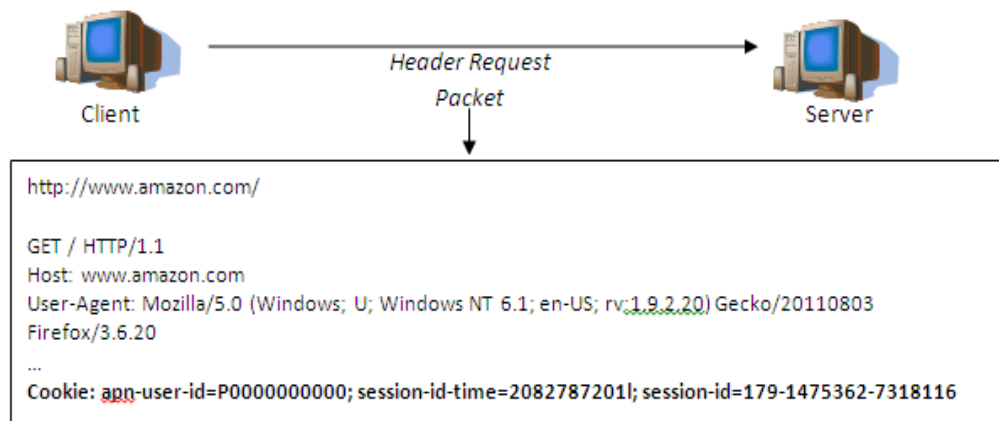 Header Request
Packet
Client
Server
http://www.amazon.com/
GET / HTTP/1.1
Host: www.amazon.com
User-Agent: Mozilla/5.0 (Windows; U; Windows NT 6.1; en-US; rv:1.9.2.20) Gecko/20110803
Firefox/3.6.20
...
Cookie: apn-user-id=P0000000000; session-id-time=2082787201l; session-id=179-1475362-7318116